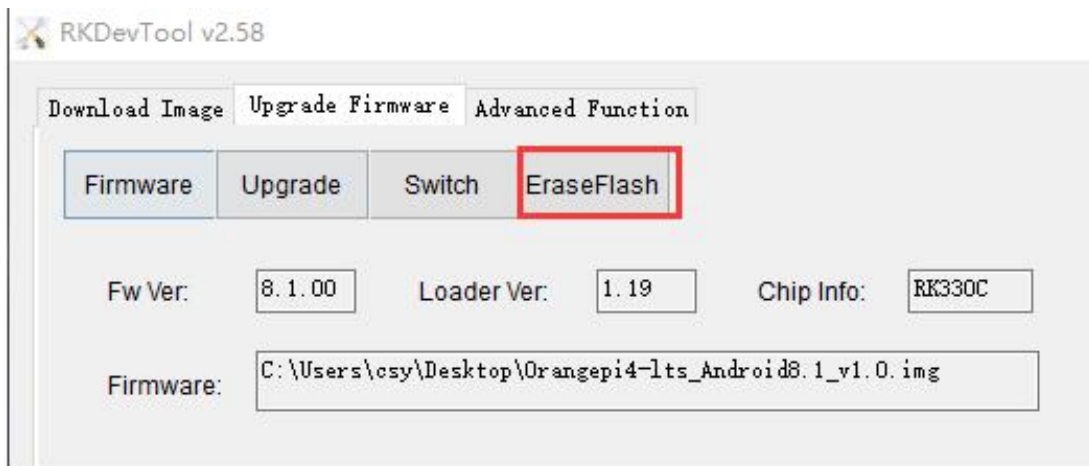 RKDevTool v2.58
Download Image Upgrade Firmware Advanced Function
Firmware Upgrade Switch EraseFlash
Fw Ver: 8.1.00 Loader Ver: 1.19 Chip Info: RK330C
Firmware: C:\Users\csy\Desktop\Orangepi4-lts_Android8.1_v1.0.img